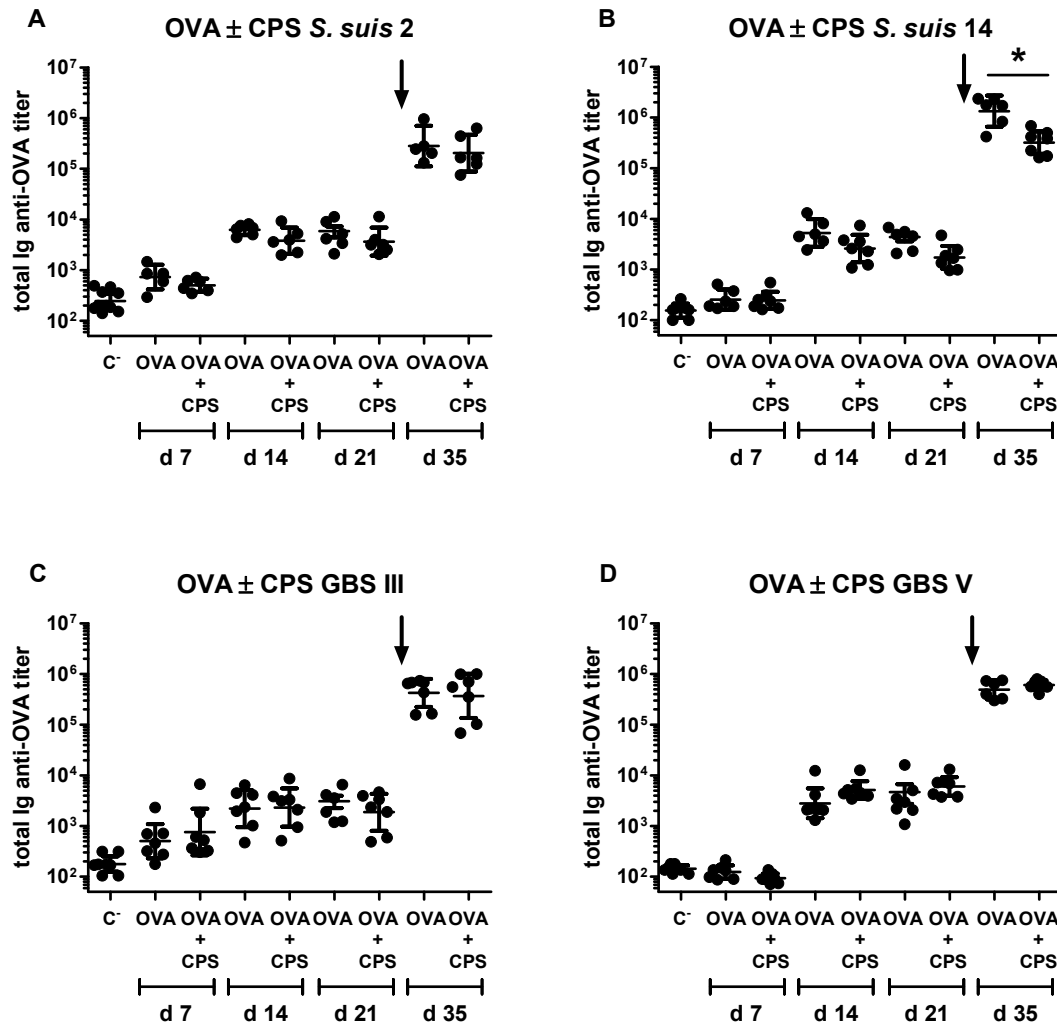 A
OVA ± CPS S. suis 2
total Ig anti-OVA titer
10⁷
10⁶
10⁵
10⁴
10³
10²
C⁻ OVA OVA OVA OVA OVA OVA OVA OVA
+ + + +
CPS CPS CPS CPS
d 7 d 14 d 21 d 35
B
OVA ± CPS S. suis 14
*
total Ig anti-OVA titer
10⁷
10⁶
10⁵
10⁴
10³
10²
C⁻ OVA OVA OVA OVA OVA OVA OVA OVA
+ + + +
CPS CPS CPS CPS
d 7 d 14 d 21 d 35
C
OVA ± CPS GBS III
total Ig anti-OVA titer
10⁷
10⁶
10⁵
10⁴
10³
10²
C⁻ OVA OVA OVA OVA OVA OVA OVA OVA
+ + + +
CPS CPS CPS CPS
d 7 d 14 d 21 d 35
D
OVA ± CPS GBS V
total Ig anti-OVA titer
10⁷
10⁶
10⁵
10⁴
10³
10²
C⁻ OVA OVA OVA OVA OVA OVA OVA OVA
+ + + +
CPS CPS CPS CPS
d 7 d 14 d 21 d 35